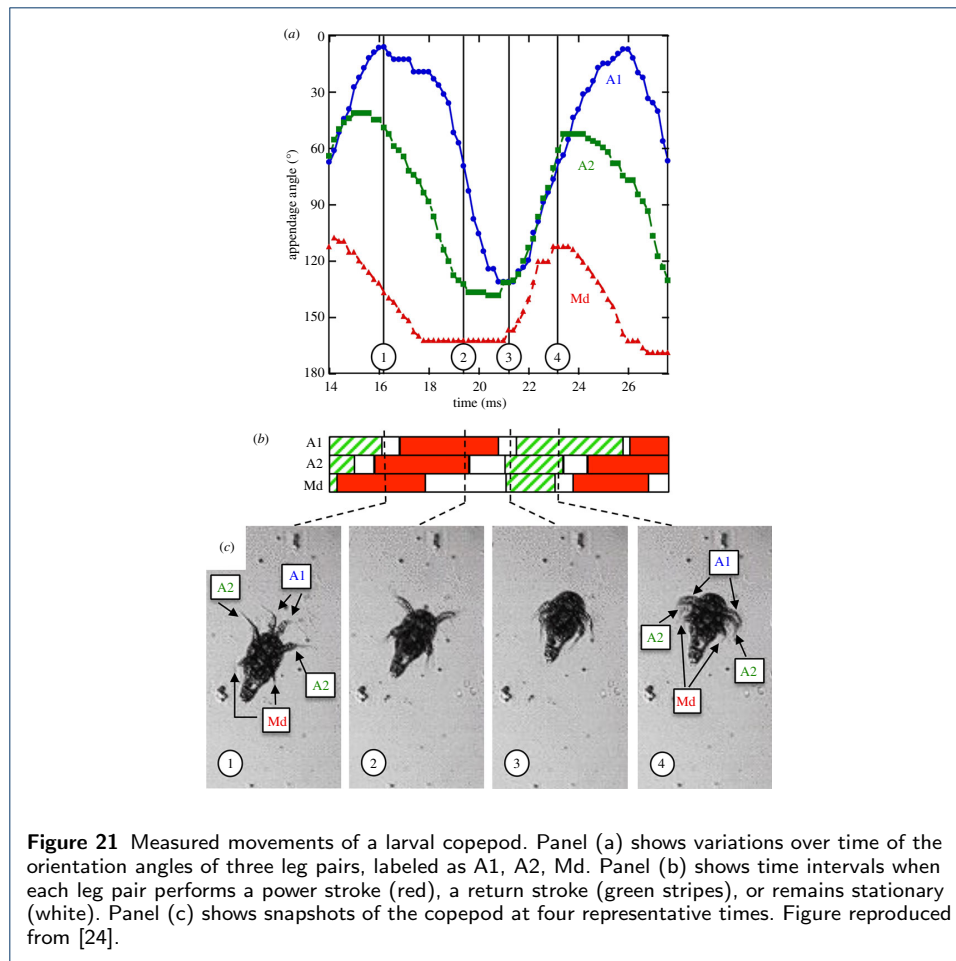 (a)
0
30
60
90
120
150
180
appendage angle (°)
A1
A2
Md
1 2 3 4
14 16 18 20 22 24 26
time (ms)
(b)
A1
A2
Md
(c)
A2
A1
A2
Md
1
2
3
A1
A2
A2
Md
4
Figure 21 Measured movements of a larval copepod. Panel (a) shows variations over time of the
orientation angles of three leg pairs, labeled as A1, A2, Md. Panel (b) shows time intervals when
each leg pair performs a power stroke (red), a return stroke (green stripes), or remains stationary
(white). Panel (c) shows snapshots of the copepod at four representative times. Figure reproduced
from [24].